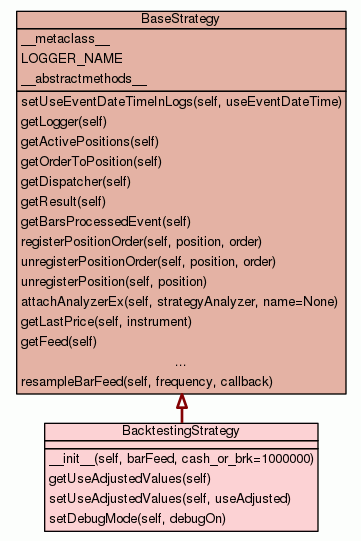 BaseStrategy
__metaclass__
LOGGER_NAME
__abstractmethods__
setUseEventDateTimeInLogs(self, useEventDateTime)
getLogger(self)
getActivePositions(self)
getOrderToPosition(self)
getDispatcher(self)
getResult(self)
getBarsProcessedEvent(self)
registerPositionOrder(self, position, order)
unregisterPositionOrder(self, position, order)
unregisterPosition(self, position)
attachAnalyzerEx(self, strategyAnalyzer, name=None)
getLastPrice(self, instrument)
getFeed(self)
...
resampleBarFeed(self, frequency, callback)
BacktestingStrategy
__init__(self, barFeed, cash_or_brk=1000000)
getUseAdjustedValues(self)
setUseAdjustedValues(self, useAdjusted)
setDebugMode(self, debugOn)